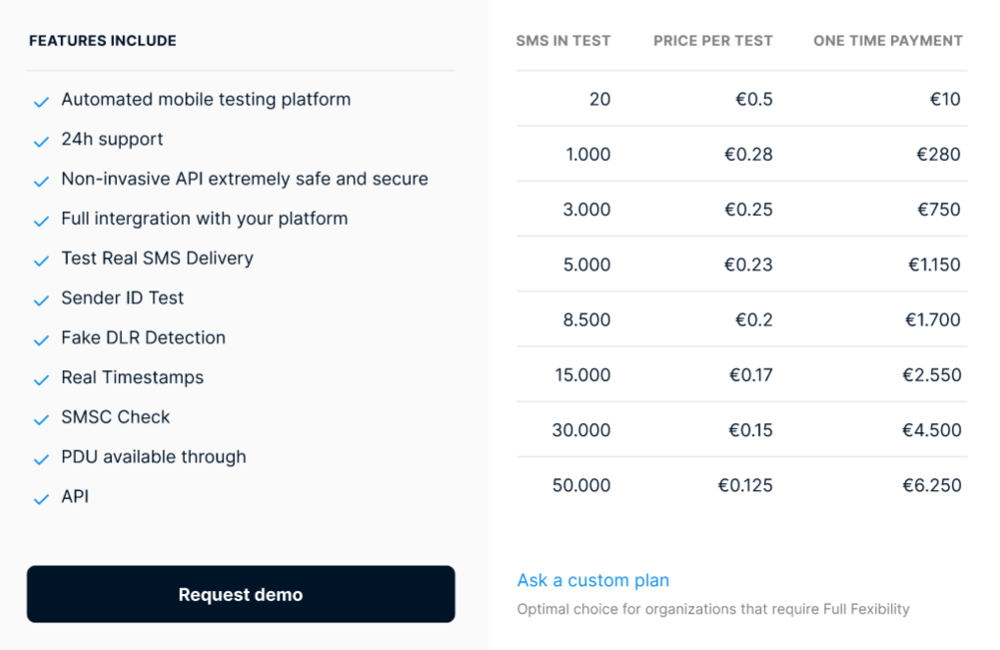 FEATURES INCLUDE
Automated mobile testing platform
24h support
Non-invasive API extremely safe and secure
Full intergration with your platform
Test Real SMS Delivery
Sender ID Test
Fake DLR Detection
Real Timestamps
SMSC Check
PDU available through
API
Request demo
SMS IN TEST PRICE PER TEST ONE TIME PAYMENT
20 €0.5 €10
1.000 €0.28 €280
3.000 €0.25 €750
5.000 €0.23 €1.150
8.500 €0.2 €1.700
15.000 €0.17 €2.550
30.000 €0.15 €4.500
50.000 €0.125 €6.250
Ask a custom plan
Optimal choice for organizations that require Full Fexibility